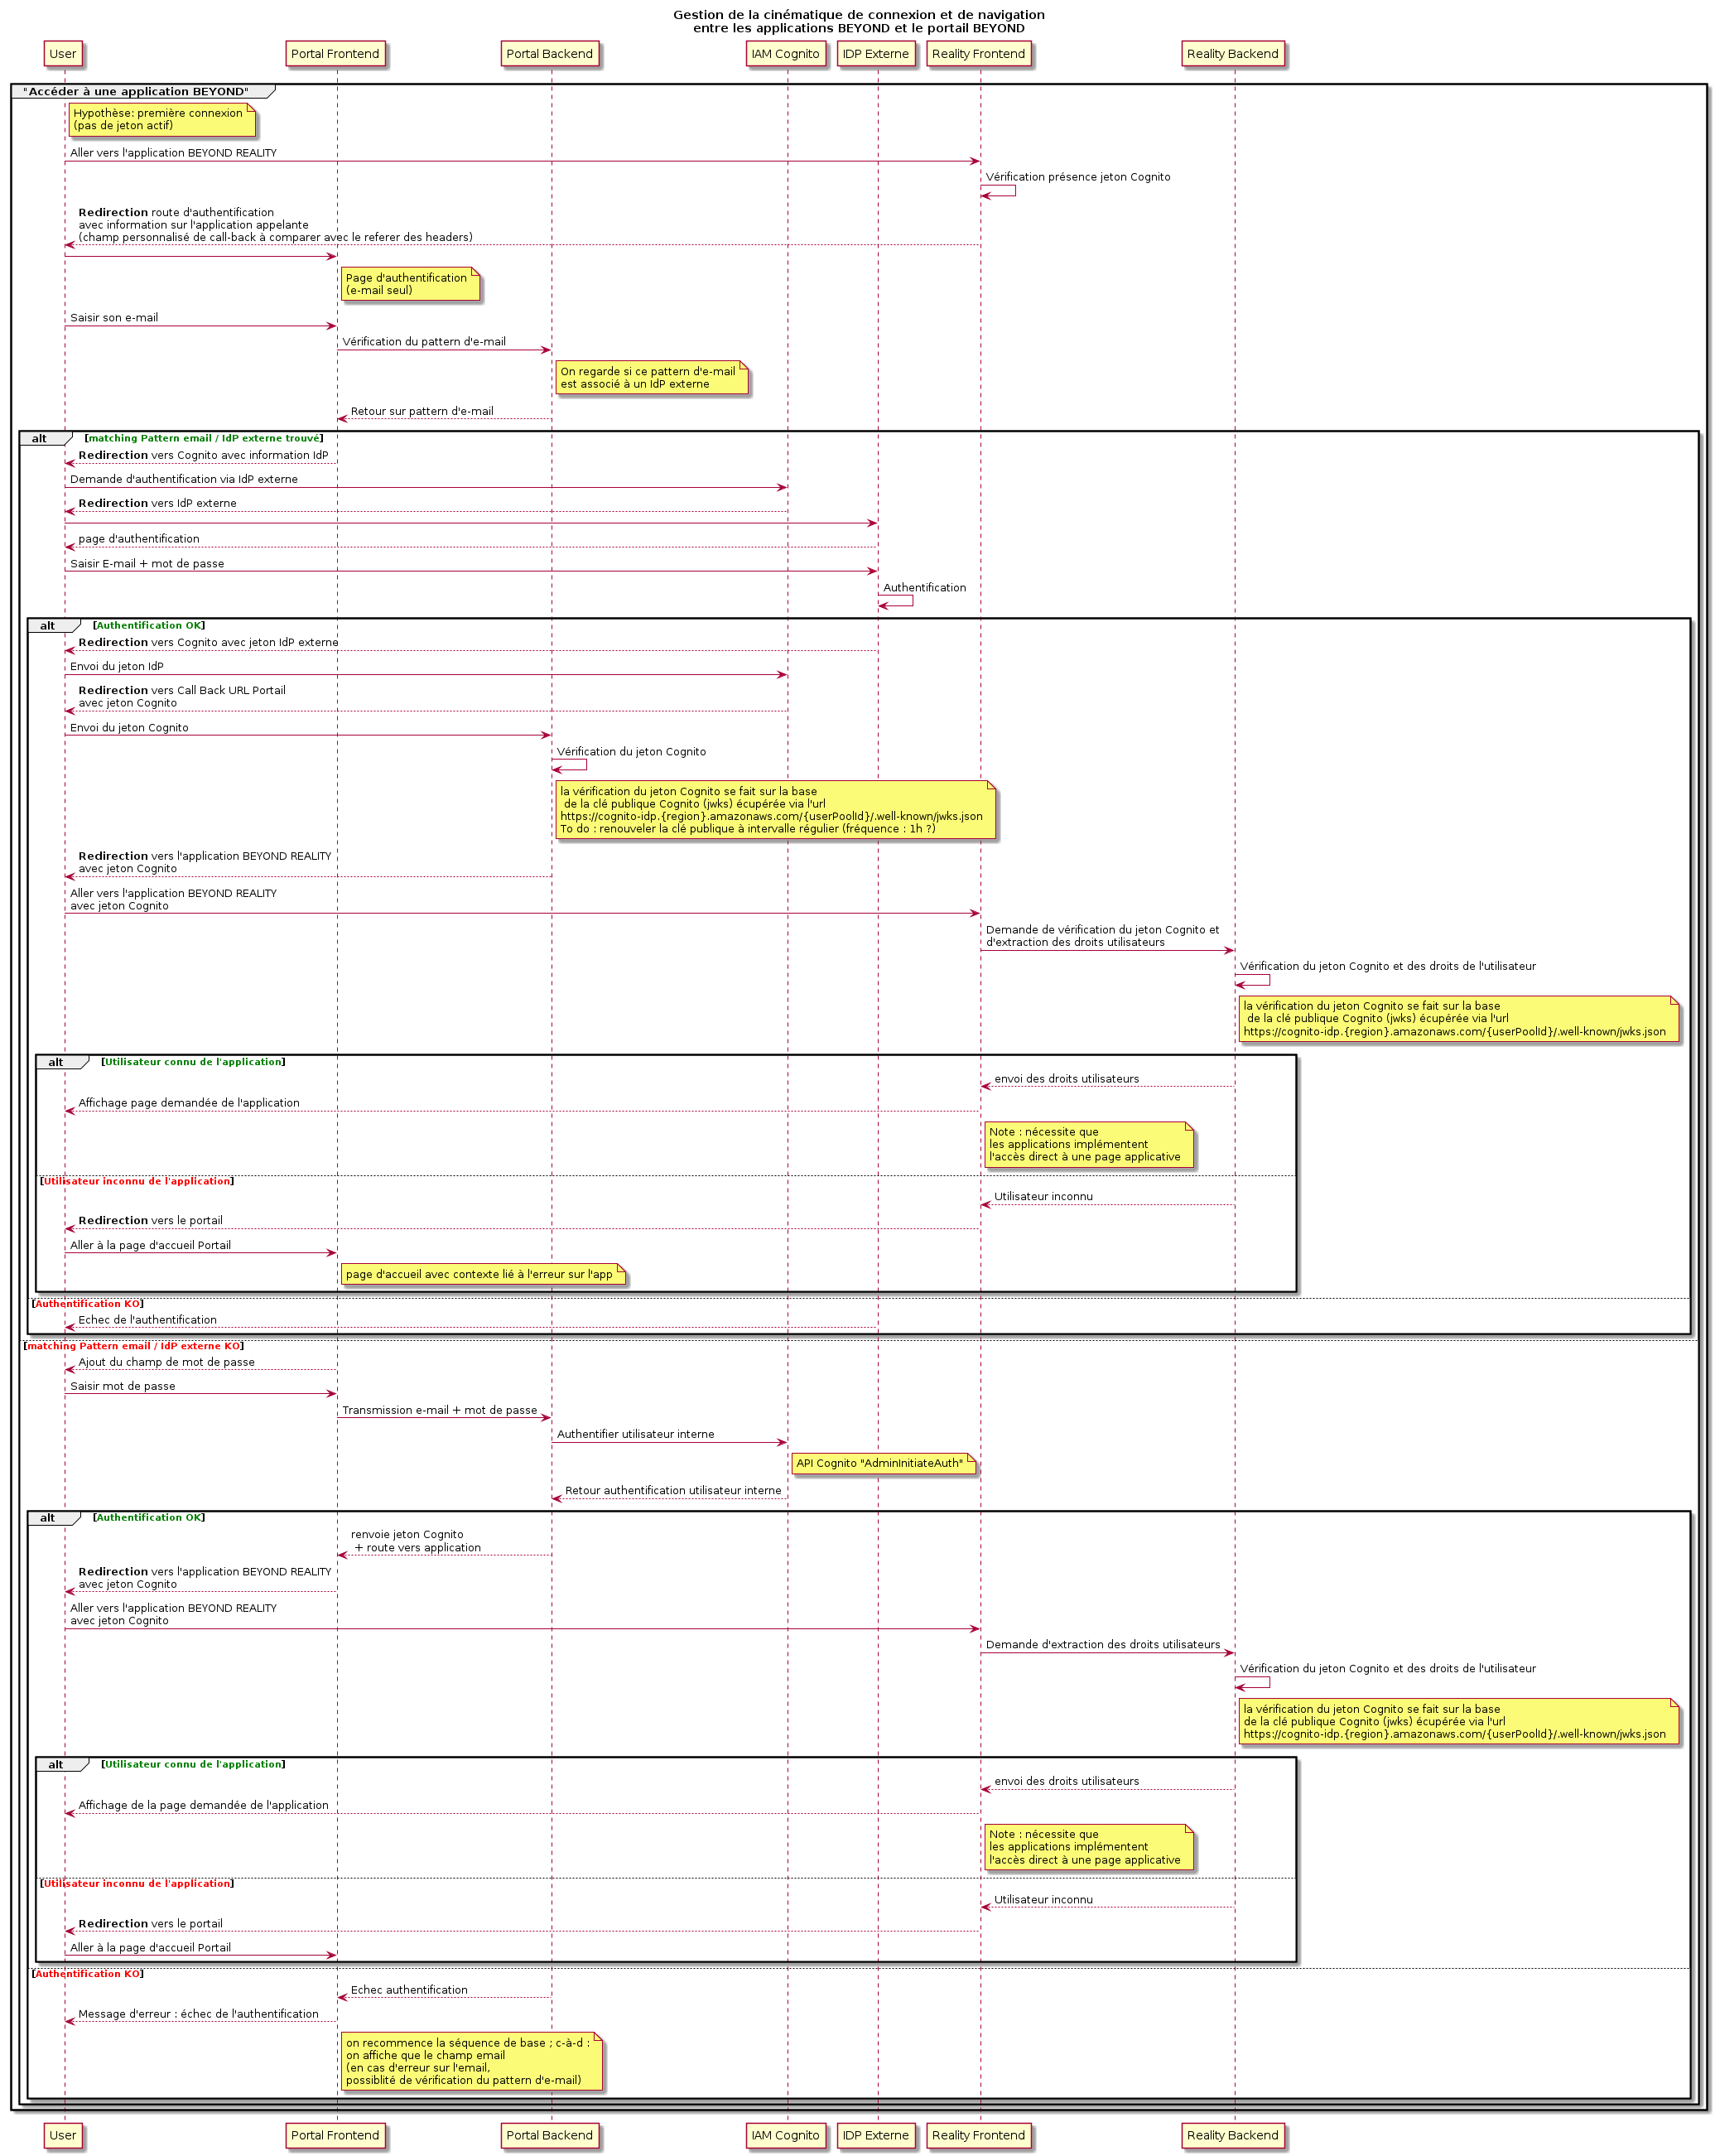 Gestion de la cinématique de connexion et de navigation
entre les applications BEYOND et le portail BEYOND
User
Portal Frontend
Portal Backend
IAM Cognito
IDP Externe
Reality Frontend
Reality Backend
"Accéder à une application BEYOND"
Hypothèse: première connexion
(pas de jeton actif)
Aller vers l'application BEYOND REALITY
Vérification présence jeton Cognito
Redirection route d'authentification
avec information sur l'application appelante
(champ personnalisé de call-back à comparer avec le referer des headers)
Page d'authentification
(e-mail seul)
Saisir son e-mail
Vérification du pattern d'e-mail
On regarde si ce pattern d'e-mail
est associé à un IdP externe
Retour sur pattern d'e-mail
alt
[matching Pattern email / IdP externe trouvé]
Redirection vers Cognito avec information IdP
Demande d'authentification via IdP externe
Redirection vers IdP externe
page d'authentification
Saisir E-mail + mot de passe
Authentification
alt
[Authentification OK]
Redirection vers Cognito avec jeton IdP externe
Envoi du jeton IdP
Redirection vers Call Back URL Portail
avec jeton Cognito
Envoi du jeton Cognito
Vérification du jeton Cognito
la vérification du jeton Cognito se fait sur la base
de la clé publique Cognito (jwks) écupérée via l'url
https://cognito-idp.{region}.amazonaws.com/{userPoolId}/.well-known/jwks.json
To do : renouveler la clé publique à intervalle régulier (fréquence : 1h ?)
Redirection vers l'application BEYOND REALITY
avec jeton Cognito
Aller vers l'application BEYOND REALITY
avec jeton Cognito
Demande de vérification du jeton Cognito et
d'extraction des droits utilisateurs
Vérification du jeton Cognito et des droits de l'utilisateur
la vérification du jeton Cognito se fait sur la base
de la clé publique Cognito (jwks) écupérée via l'url
https://cognito-idp.{region}.amazonaws.com/{userPoolId}/.well-known/jwks.json
alt
[Utilisateur connu de l'application]
envoi des droits utilisateurs
Affichage page demandée de l'application
Note : nécessite que
les applications implémentent
l'accès direct à une page applicative
[Utilisateur inconnu de l'application]
Utilisateur inconnu
Redirection vers le portail
Aller à la page d'accueil Portail
page d'accueil avec contexte lié à l'erreur sur l'app
[Authentification KO]
Echec de l'authentification
[matching Pattern email / IdP externe KO]
Ajout du champ de mot de passe
Saisir mot de passe
Transmission e-mail + mot de passe
Authentifier utilisateur interne
API Cognito "AdminInitiateAuth"
Retour authentification utilisateur interne
alt
[Authentification OK]
renvoie jeton Cognito
+ route vers application
Redirection vers l'application BEYOND REALITY
avec jeton Cognito
Aller vers l'application BEYOND REALITY
avec jeton Cognito
Demande d'extraction des droits utilisateurs
Vérification du jeton Cognito et des droits de l'utilisateur
la vérification du jeton Cognito se fait sur la base
de la clé publique Cognito (jwks) écupérée via l'url
https://cognito-idp.{region}.amazonaws.com/{userPoolId}/.well-known/jwks.json
alt
[Utilisateur connu de l'application]
envoi des droits utilisateurs
Affichage de la page demandée de l'application
Note : nécessite que
les applications implémentent
l'accès direct à une page applicative
[Utilisateur inconnu de l'application]
Utilisateur inconnu
Redirection vers le portail
Aller à la page d'accueil Portail
[Authentification KO]
Echec authentification
Message d'erreur : échec de l'authentification
on recommence la séquence de base ; c-à-d :
on affiche que le champ email
(en cas d'erreur sur l'email,
possiblité de vérification du pattern d'e-mail)
User
Portal Frontend
Portal Backend
IAM Cognito
IDP Externe
Reality Frontend
Reality Backend